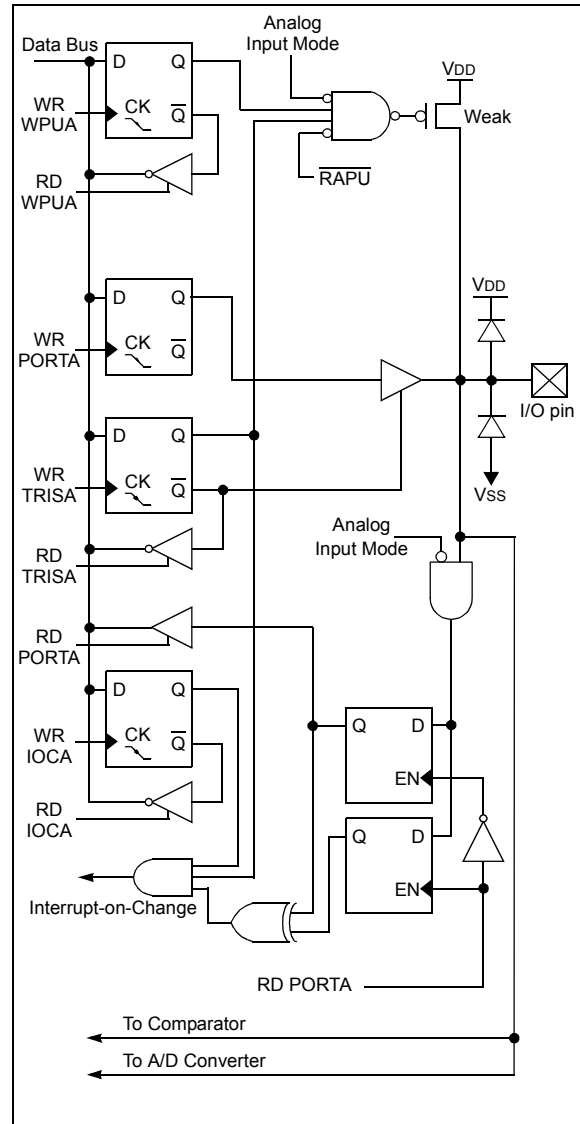 Analog
Input Mode
Data Bus
D Q
VDD
WR
WPUA
CK
Q
Weak
RAPU
RD
WPUA
D Q
VDD
WR
PORTA
CK
Q
I/O pin
D Q
WR
TRISA
CK
Q
VSS
Analog
Input Mode
RD
TRISA
RD
PORTA
D Q
Q D
WR
IOCA
CK
Q
EN
RD
IOCA
Q D
Interrupt-on-Change
EN
RD PORTA
To Comparator
To A/D Converter